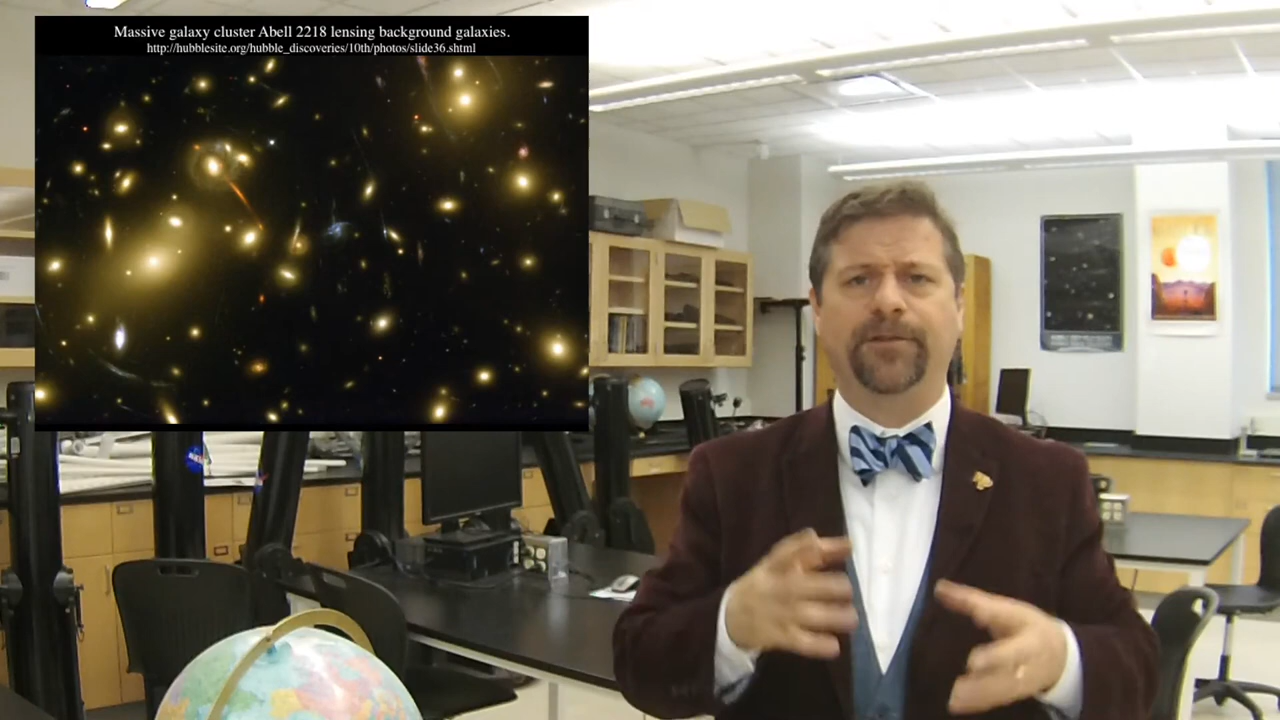 Massive galaxy cluster Abell 2218 lensing background galaxies.
http://hubblesite.org/hubble_discoveries/10th/photos/slide36.shtml